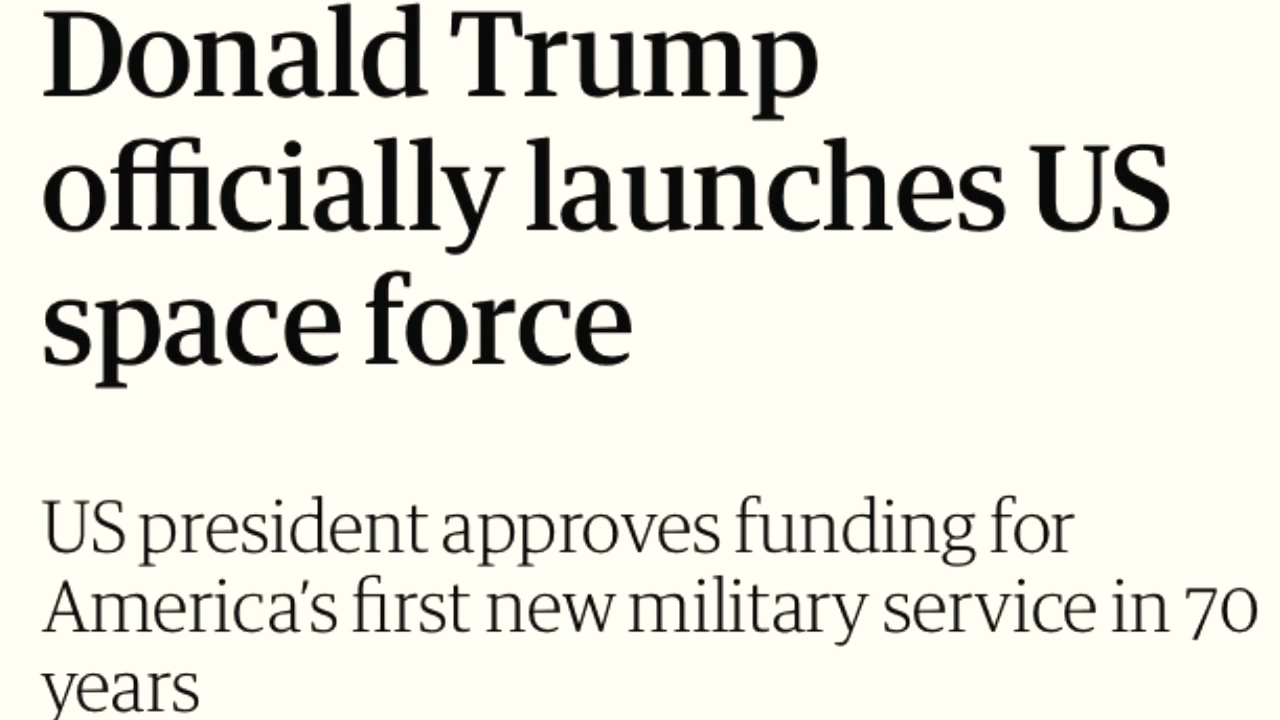 Donald Trump
officially launches US
space force
US president approves funding for
America’s first new military service in 70
years